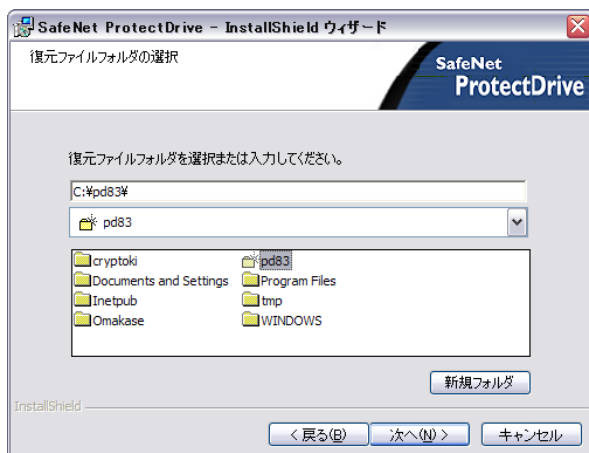 SafeNet ProtectDrive - InstallShield ウィザード
復元ファイルフォルダの選択
SafeNet
ProtectDrive
復元ファイルフォルダを選択または入力してください。
C:¥pd83¥
pd83
cryptoki
Documents and Settings
Inetpub
Omakase
pd83
Program Files
tmp
WINDOWS
新規フォルダ
InstallShield
< 戻る(B)
次へ(N) >
キャンセル